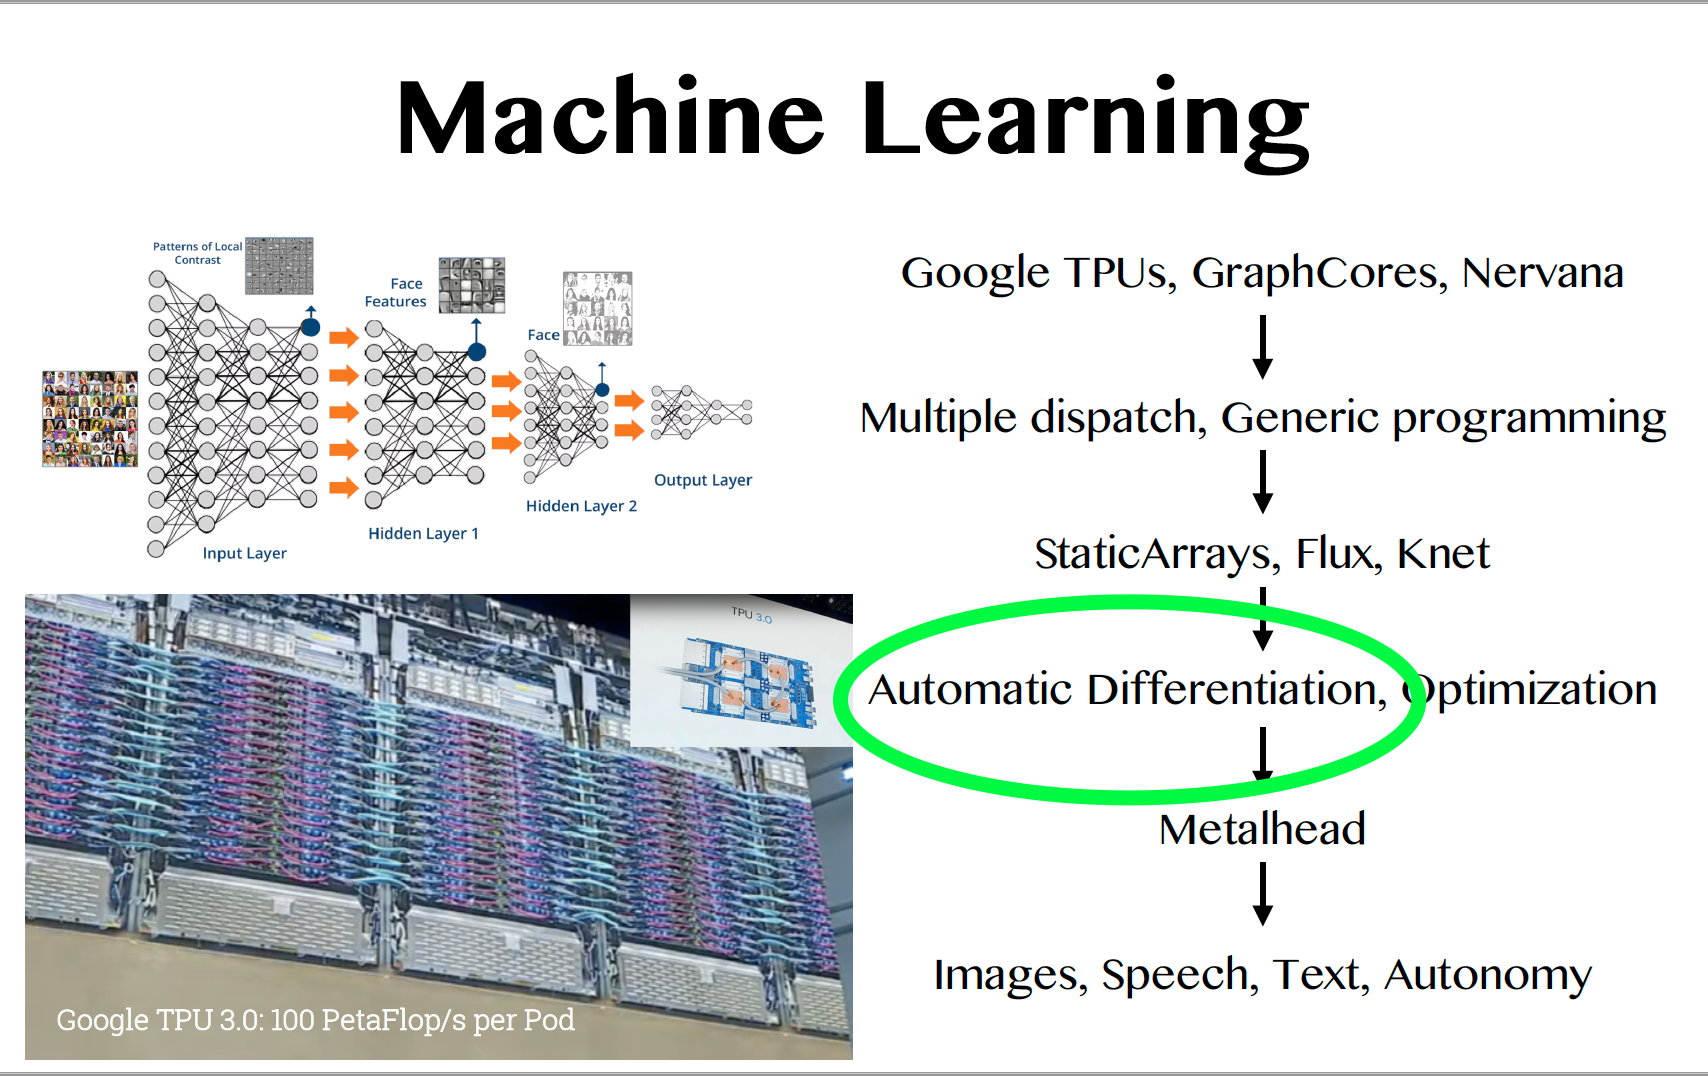 Machine Learning
Patterns of Local
Contrast
Face
Features
Face
Output Layer
Hidden Layer 2
Hidden Layer 1
Input Layer
TPU 3.0
Google TPU 3.0: 100 PetaFlop/s per Pod
Google TPUs, GraphCores, Nervana
Multiple dispatch, Generic programming
StaticArrays, Flux, Knet
Automatic Differentiation, Optimization
Metalhead
Images, Speech, Text, Autonomy